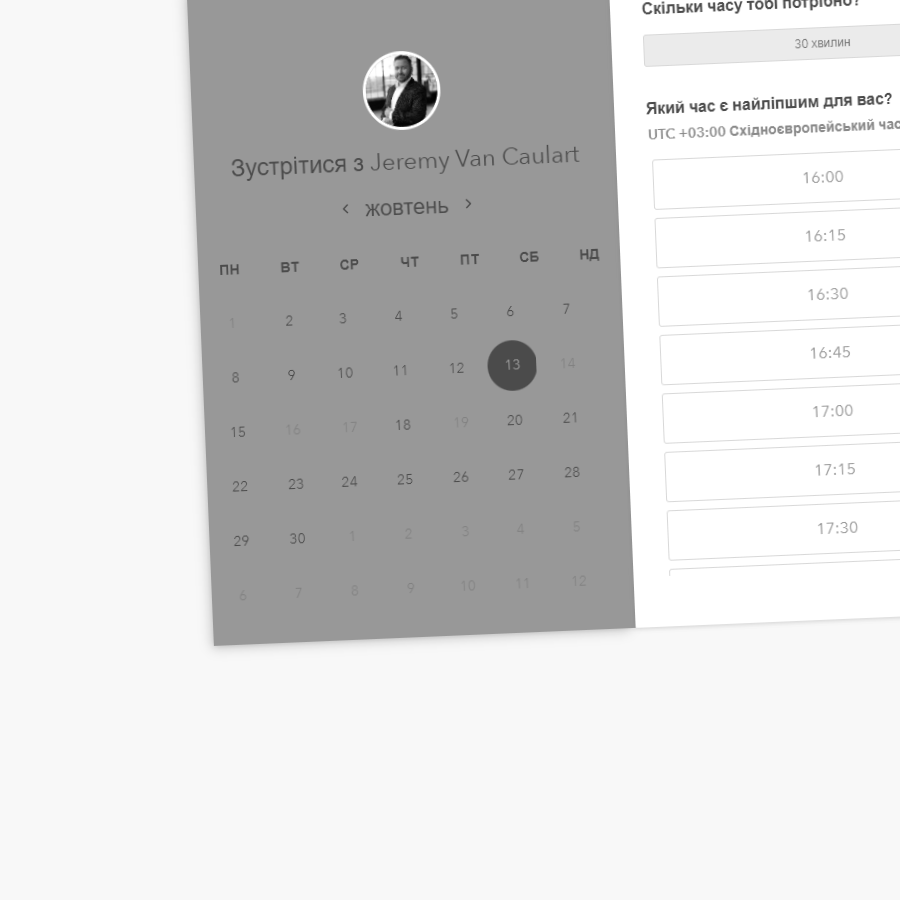 Зустрітися з Jeremy Van Caulart
‹ жовтень ›
ПН ВТ СР ЧТ ПТ СБ НД
1 2 3 4 5 6 7
8 9 10 11 12 13 14
15 16 17 18 19 20 21
22 23 24 25 26 27 28
29 30 1 2 3 4 5
6 7 8 9 10 11 12
Скільки часу тобі потрібно?
30 хвилин
Який час є найліпшим для вас?
UTC +03:00 Східноєвропейський час
16:00
16:15
16:30
16:45
17:00
17:15
17:30